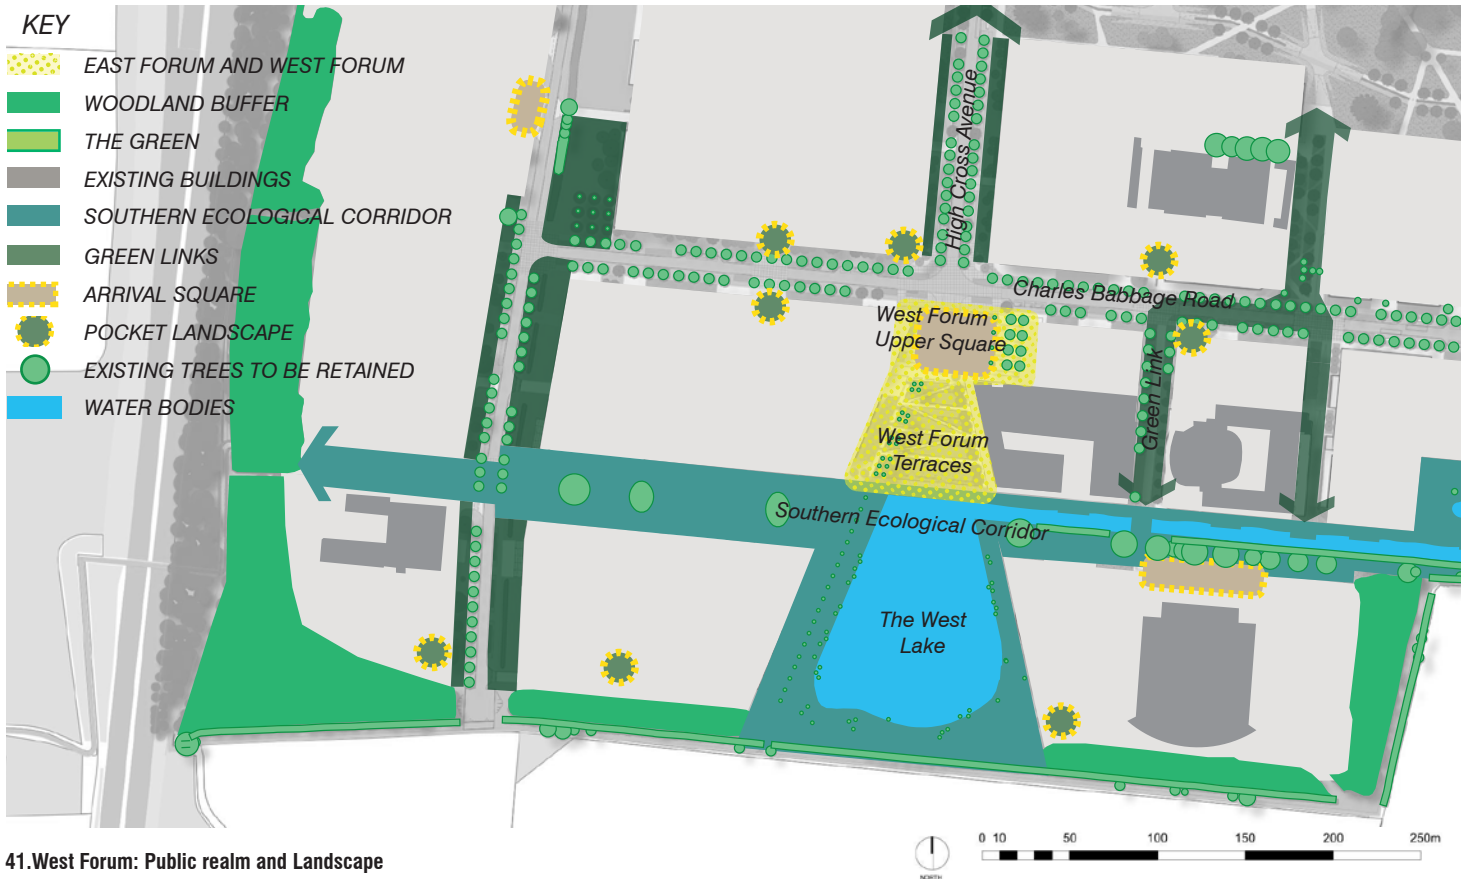 KEY
EAST FORUM AND WEST FORUM
WOODLAND BUFFER
THE GREEN
EXISTING BUILDINGS
SOUTHERN ECOLOGICAL CORRIDOR
GREEN LINKS
ARRIVAL SQUARE
POCKET LANDSCAPE
EXISTING TREES TO BE RETAINED
WATER BODIES
High Cross Avenue
Charles Babbage Road
West Forum
Upper Square
Green Link
West Forum
Terraces
Southern Ecological Corridor
The West
Lake
41.West Forum: Public realm and Landscape
NORTH
0 10 50 100 150 200 250m